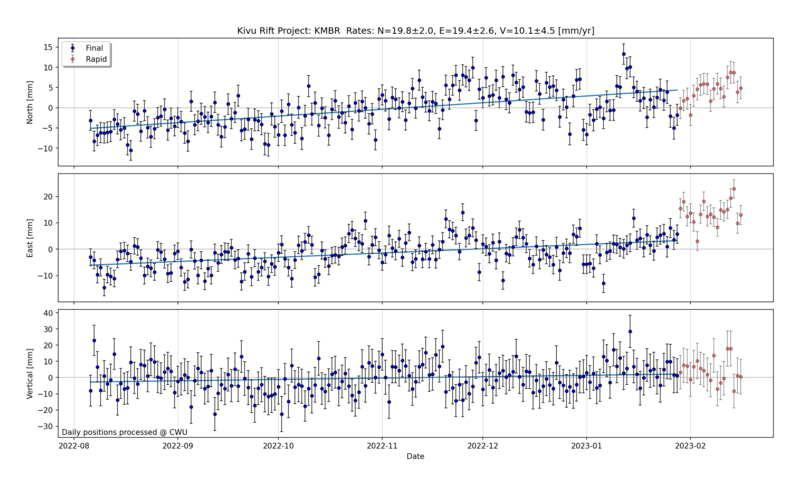 Kivu Rift Project: KMBR  Rates: N=19.8±2.0, E=19.4±2.6, V=10.1±4.5 [mm/yr]
Final
Rapid
North [mm]
15
10
5
0
−5
−10
East [mm]
20
10
0
−10
Vertical [mm]
40
30
20
10
0
−10
−20
−30
Daily positions processed @ CWU
2022-08 2022-09 2022-10 2022-11 2022-12 2023-01 2023-02
Date